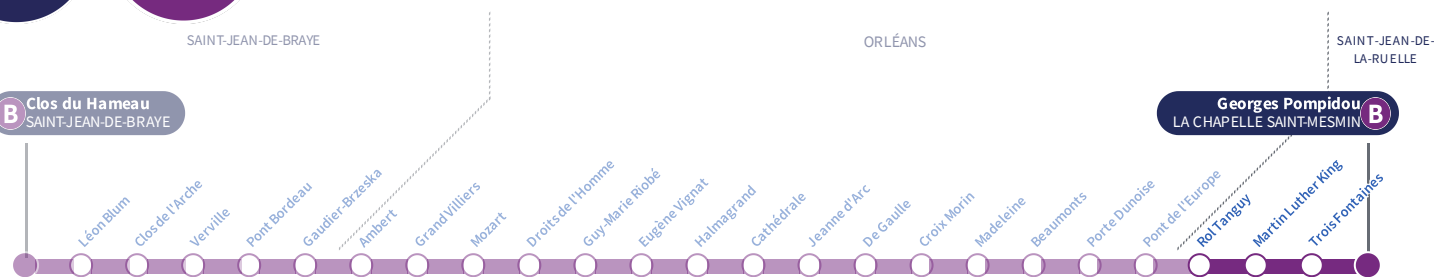 SAINT-JEAN-DE-BRAYE
ORLÉANS
SAINT-JEAN-DE-
LA-RUELLE
B
Clos du Hameau
SAINT-JEAN-DE-BRAYE
Georges Pompidou
LA CHAPELLE SAINT-MESMIN
B
Léon Blum
Clos de l'Arche
Verville
Pont Bordeau
Gaudier-Brzeska
Ambert
Grand Villiers
Mozart
Droits de l'Homme
Guy-Marie Riobé
Eugène Vignat
Halmagrand
Cathédrale
Jeanne d'Arc
De Gaulle
Croix Morin
Madeleine
Beaumonts
Porte Dunoise
Pont de l'Europe
Rol Tanguy
Martin Luther King
Trois Fontaines